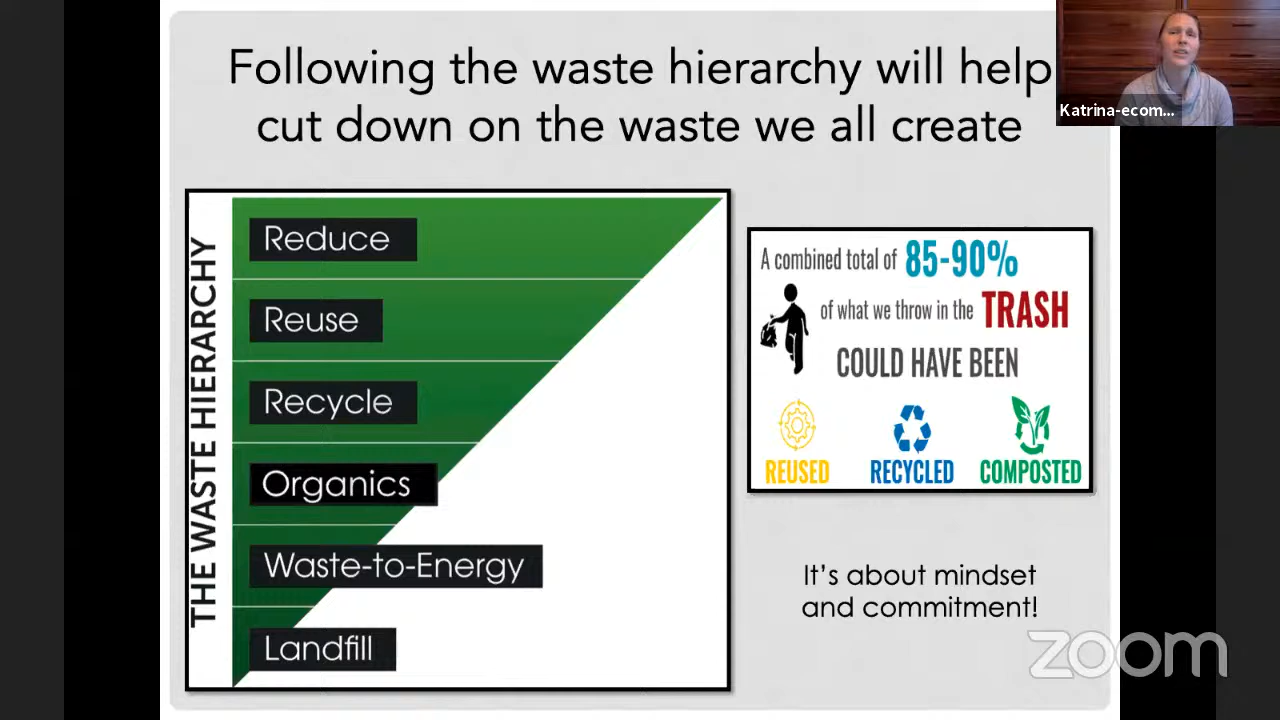 Following the waste hierarchy will help
cut down on the waste we all create
Katrina-ecom...
THE WASTE HIERARCHY
Reduce
Reuse
Recycle
Organics
Waste-to-Energy
Landfill
A combined total of 85-90%
of what we throw in the TRASH
COULD HAVE BEEN
REUSED
RECYCLED
COMPOSTED
It's about mindset
and commitment!
zoom